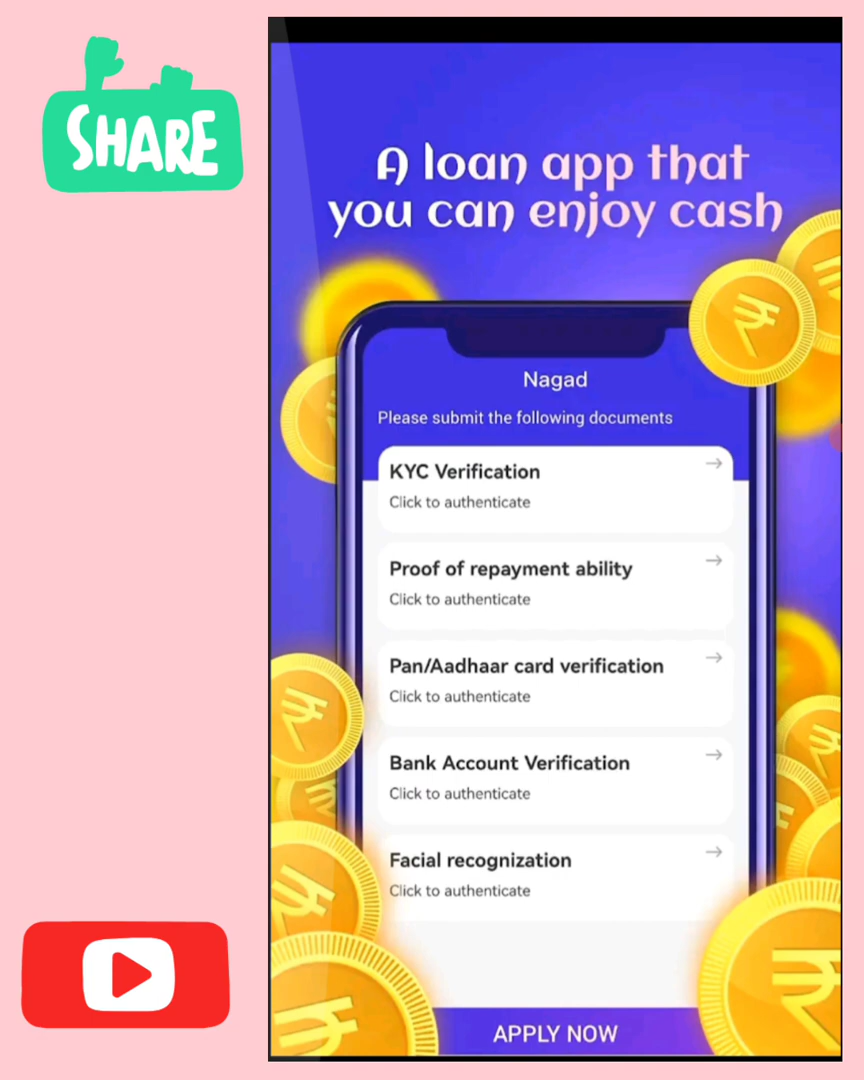 SHARE
A loan app that
you can enjoy cash
Nagad
Please submit the following documents
KYC Verification
Click to authenticate
Proof of repayment ability
Click to authenticate
Pan/Aadhaar card verification
Click to authenticate
Bank Account Verification
Click to authenticate
Facial recognization
Click to authenticate
APPLY NOW